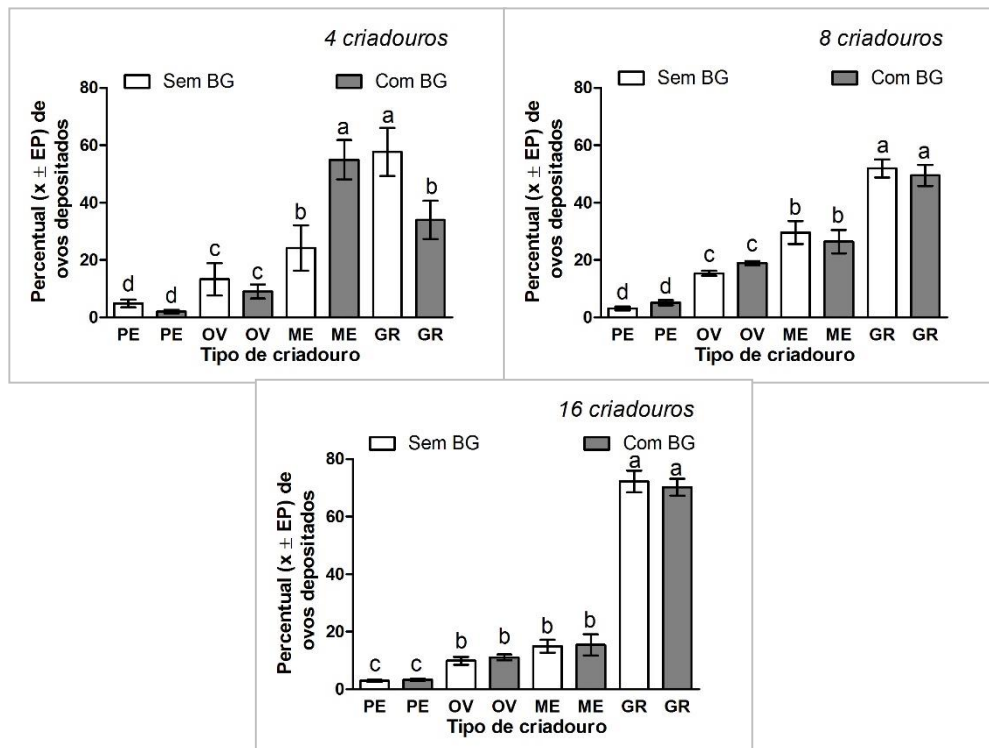 4 criadouros
Sem BG Com BG
Percentual (x ± EP) de
ovos depositados
80
60
40
20
0
d d c c b a a b
PE PE OV OV ME ME GR GR
Tipo de criadouro
8 criadouros
Sem BG Com BG
Percentual (x ± EP) de
ovos depositados
80
60
40
20
0
d d c c b b a a
PE PE OV OV ME ME GR GR
Tipo de criadouro
16 criadouros
Sem BG Com BG
Percentual (x ± EP) de
ovos depositados
80
60
40
20
0
c c b b b b a a
PE PE OV OV ME ME GR GR
Tipo de criadouro